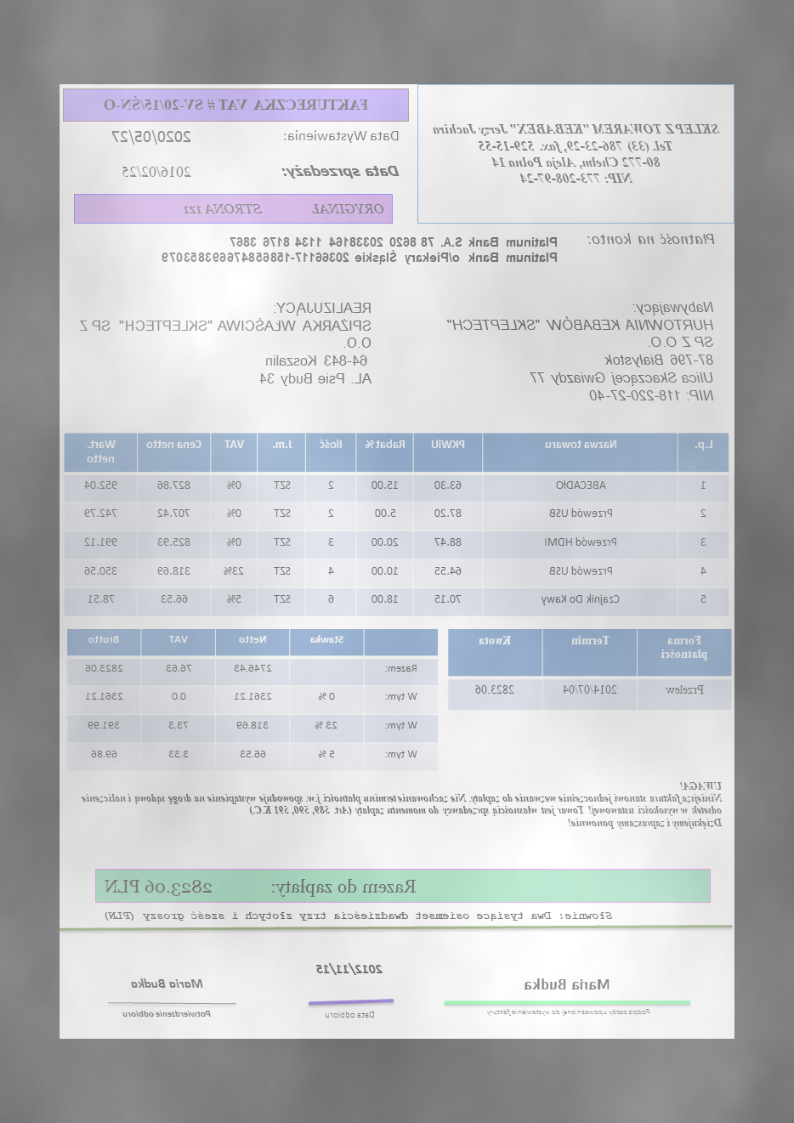 SKLEP Z TOWAREM "KEBABEX" Jerzy Jachira
Tel. (33) 786-23-29, fax. 529-15-55
80-772 Chełm, Aleja Polna 14
NIP: 773-208-97-24
FAKTURECZKA VAT # SV-20/15/ŚN-O
Data Wystawienia: 2020/05/27
Data sprzedaży: 2016/02/25
ORYGINAŁ STRONA 121
Płatność na konto: Platinum Bank S.A. 78 8620 20338164 1134 8176 3867
Platinum Bank o/Piekary Śląskie 20366117-1586658476693853079
Nabywający:
HURTOWNIA KEBABÓW "SKLEPTECH"
SP Z O.O.
87-796 Białystok
Ulica Skaczącej Gwiazdy 77
NIP: 118-220-27-40
REALIZUJĄCY:
SPIŻARKA WŁAŚCIWA "SKLEPTECH" SP Z
O.O.
64-843 Koszalin
AL. Psie Budy 34
Lp. Nazwa towaru PKWiU Rabat% Ilość J.m. VAT Cena netto Wart. netto
1 ABECADŁO 63.30 15.00 2 SZT 0% 827.86 952.04
2 Przewód USB 87.20 5.00 2 SZT 0% 707.42 742.79
3 Przewód HDMI 88.47 20.00 3 SZT 0% 825.93 991.12
4 Przewód USB 64.55 10.00 4 SZT 23% 318.69 350.56
5 Czajnik Do Kawy 70.15 18.00 6 SZT 5% 66.53 78.51
Forma płatności Termin Kwota
Przelew 2014/07/04 2823.06
Stawka Netto VAT Brutto
Razem: 2746.43 76.63 2823.06
W tym: 0 % 2361.21 0.0 2361.21
W tym: 23 % 318.69 73.3 391.99
W tym: 5 % 66.53 3.33 69.86
UWAGA!
Niniejsza faktura stanowi jednocześnie wezwanie do zapłaty. Nie zachowanie terminu płatności j.w. spowoduje wystąpienie na drogę sądową i naliczenie
odsetek w wysokości ustawowej! Towar jest własnością sprzedawcy do momentu zapłaty (Art. 589, 590, 591 K.C.)
Dziękujemy i zapraszamy ponownie!
Razem do zapłaty: 2823.06 PLN
Słownie: Dwa tysiące osiemset dwadzieścia trzy złotych i sześć groszy (PLN)
Maria Budka
Podpis osoby upoważnionej do wystawienia faktury
2012/11/15
Data odbioru
Maria Budka
Potwierdzenie odbioru